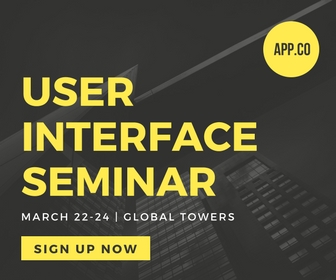 APP.CO
USER
INTERFACE
SEMINAR
MARCH 22-24 | GLOBAL TOWERS
SIGN UP NOW